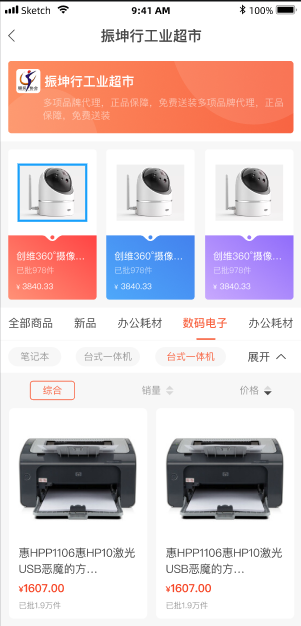 Sketch 9:41 AM 100%
振坤行工业超市
振坤行工业超市
多项品牌代理，正品保障，免费送装多项品牌代理，正品
保障，免费送装
创维360°摄像... 创维360°摄像... 创维360°摄像...
已批978件 已批978件 已批978件
¥ 3840.33 ¥ 3840.33 ¥ 3840.33
全部商品 新品 办公耗材 数码电子 办公耗材
笔记本 台式一体机 台式一体机 展开
综合 销量 价格
惠HPP1106惠HP10激光 惠HPP1106惠HP10激光
USB恶魔的方... USB恶魔的方...
¥1607.00 ¥1607.00
已批1.9万件 已批1.9万件